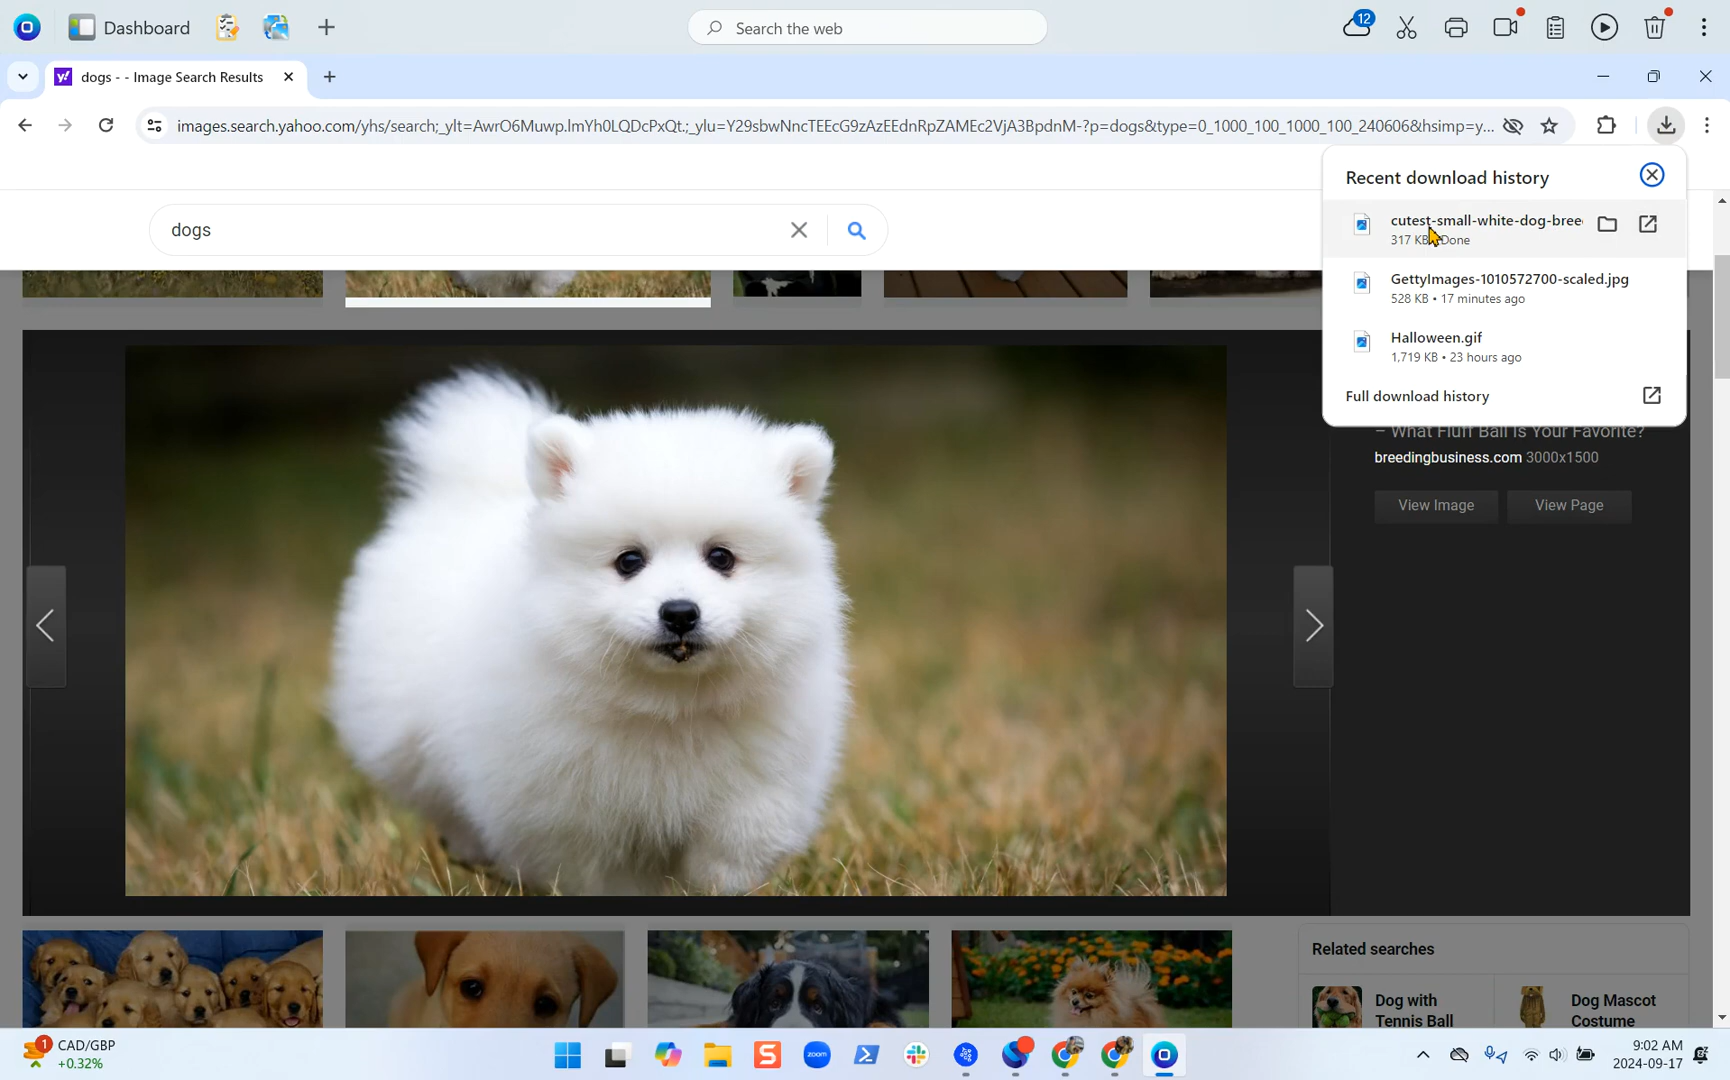 Dashboard
Search the web
12
dogs - - Image Search Results
images.search.yahoo.com/yhs/search;_ylt=AwrO6Muwp.lmYh0LQDcPxQt.;_ylu=Y29sbwNncTEEcG9zAzEEdnRpZAMEc2VjA3BpdnM-?p=dogs&type=0_1000_100_1000_100_240606&hsimp=y...
dogs
Recent download history
cutest-small-white-dog-bree
317 KB Done
GettyImages-1010572700-scaled.jpg
528 KB • 17 minutes ago
Halloween.gif
1,719 KB • 23 hours ago
Full download history
– What Fluff Ball Is Your Favorite?
breedingbusiness.com 3000x1500
View Image
View Page
Related searches
Dog with
Tennis Ball
Dog Mascot
Costume
1
CAD/GBP
+0.32%
zoom
9:02 AM
2024-09-17